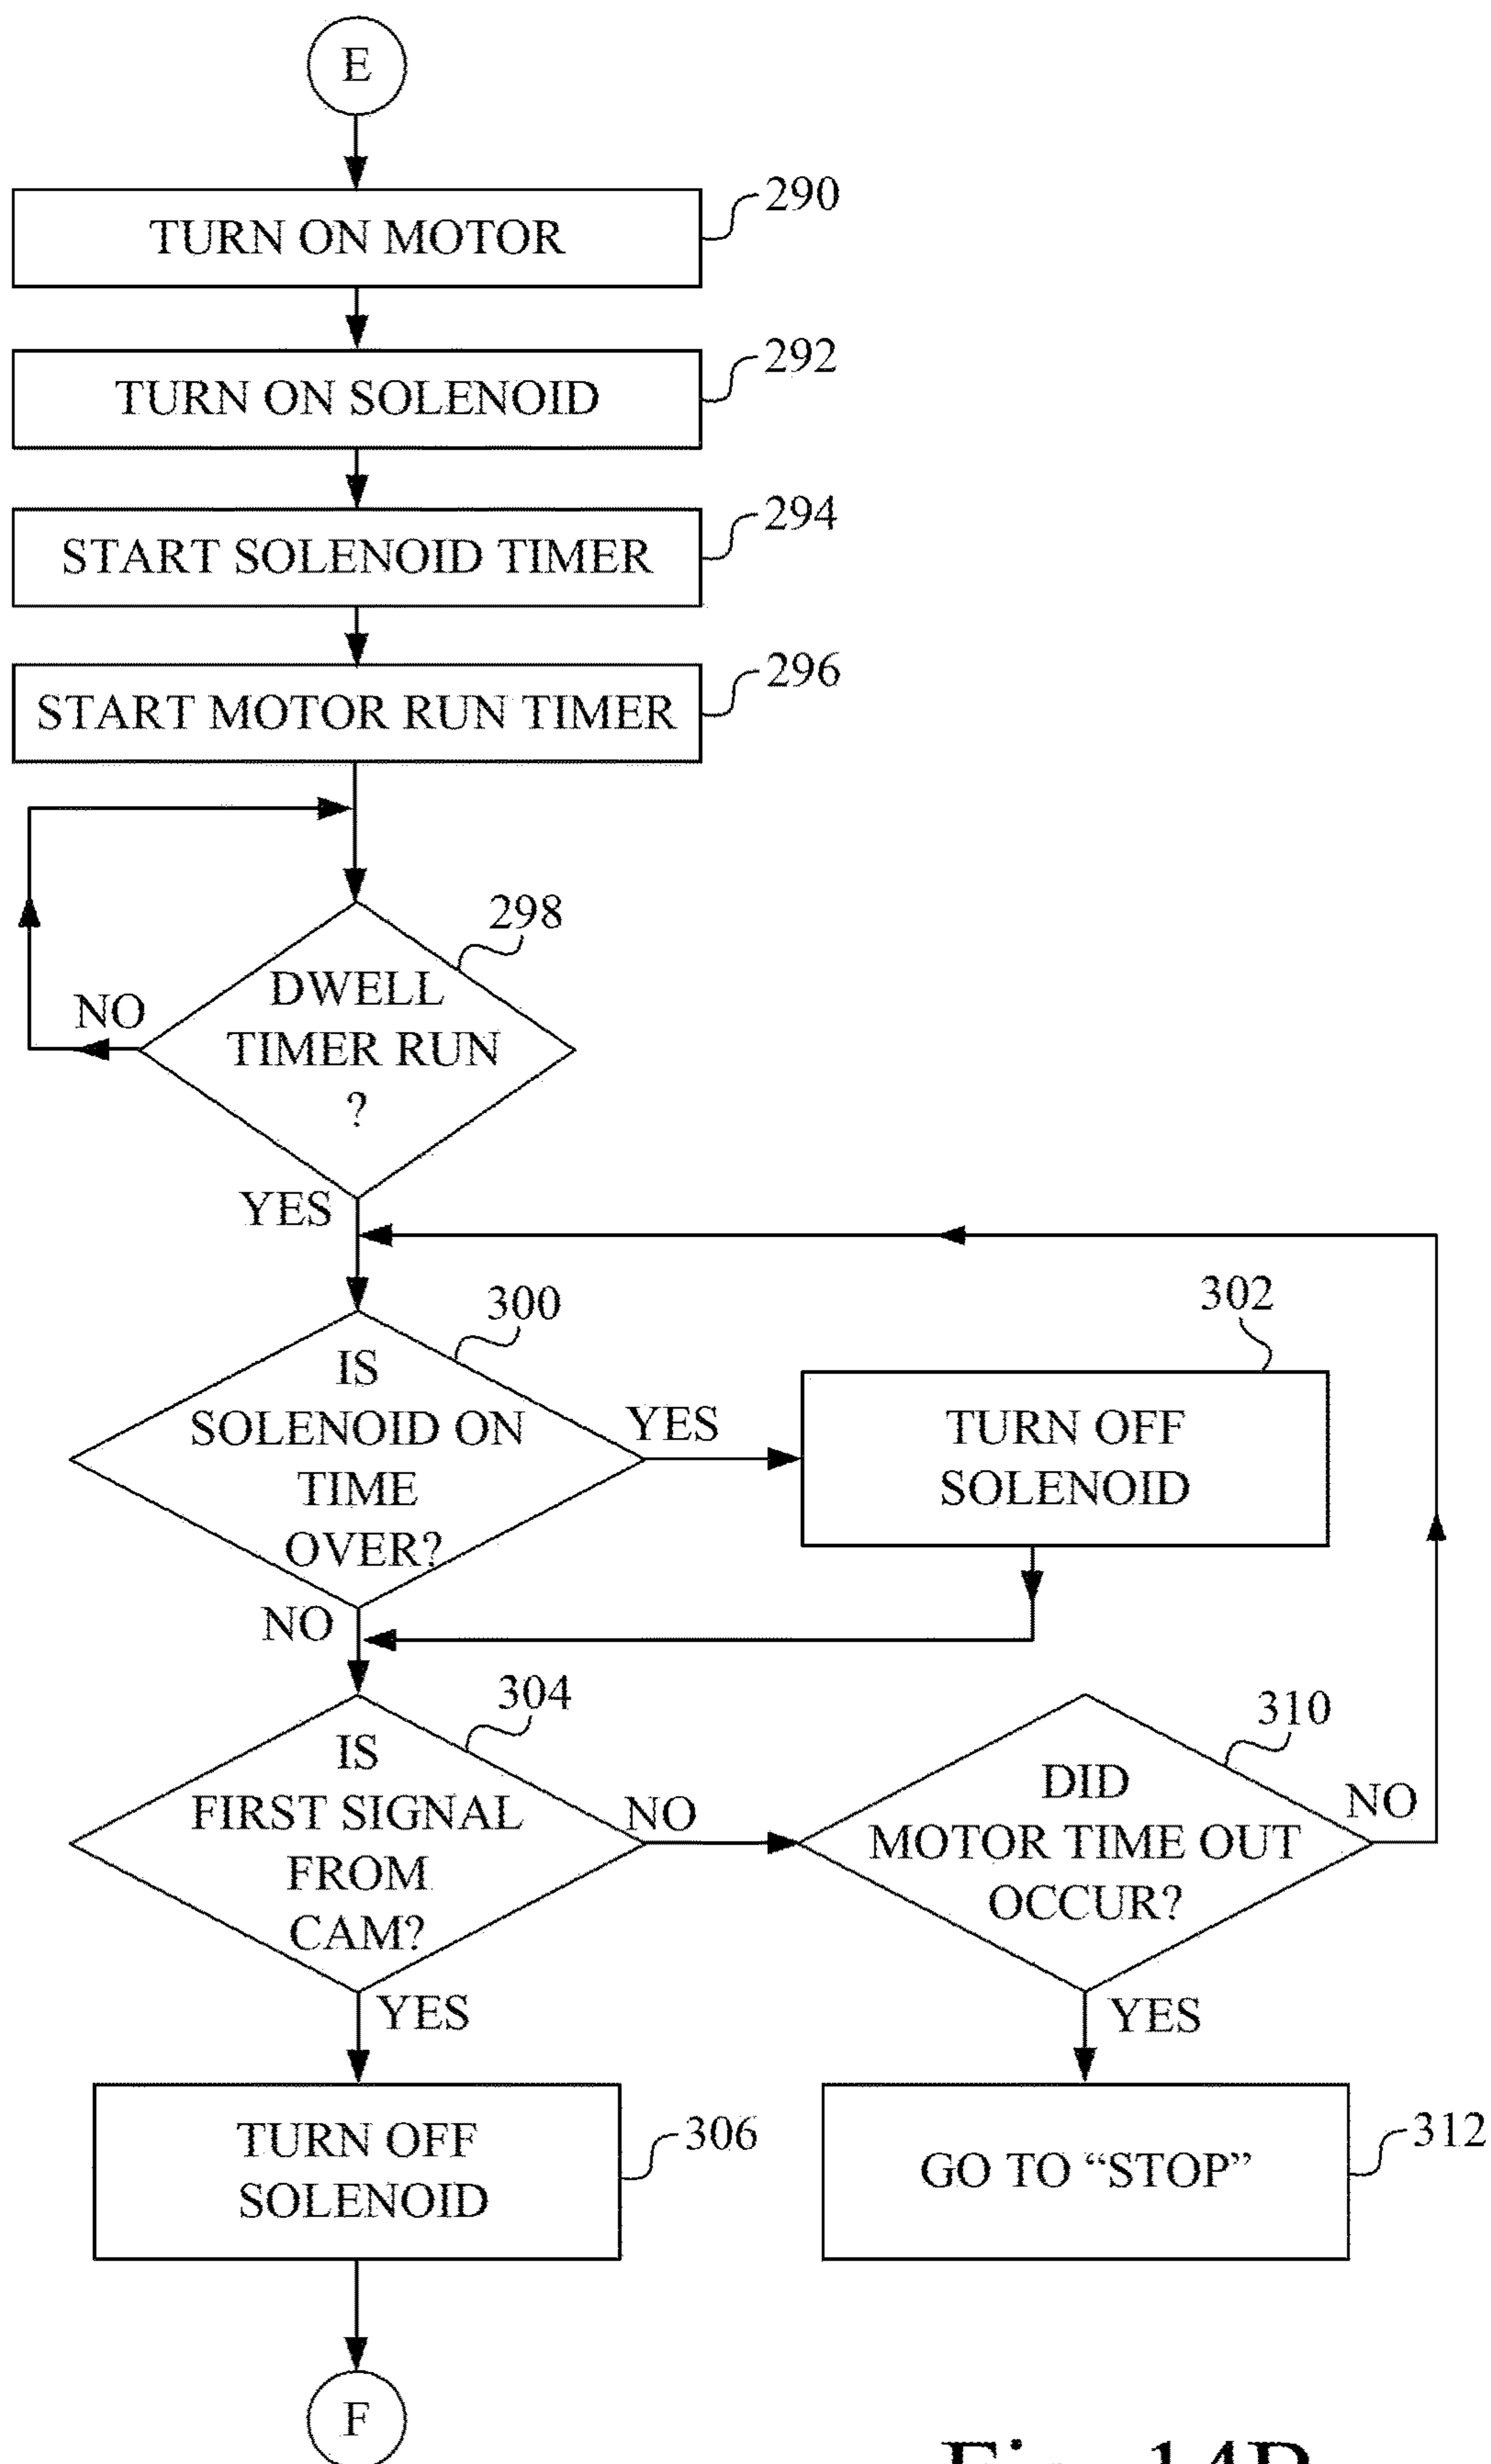 E
TURN ON MOTOR
290
TURN ON SOLENOID
292
START SOLENOID TIMER
294
START MOTOR RUN TIMER
296
298
DWELL
TIMER RUN
?
NO
YES
300
IS
SOLENOID ON
TIME
OVER?
YES
302
TURN OFF
SOLENOID
NO
304
IS
FIRST SIGNAL
FROM
CAM?
NO
310
DID
MOTOR TIME OUT
OCCUR?
NO
YES
YES
TURN OFF
SOLENOID
306
GO TO “STOP”
312
F